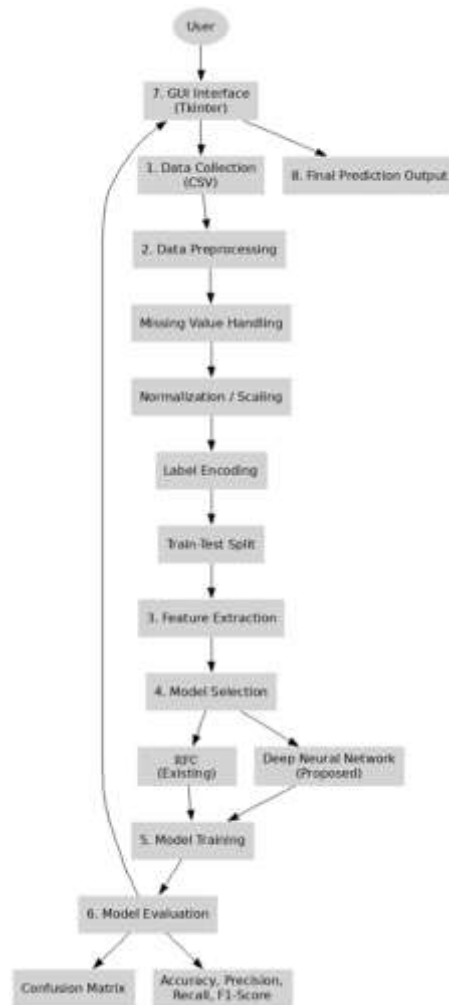 User
7. GUI Interface
(Tkinter)
1. Data Collection
(CSV)
8. Final Prediction Output
2. Data Preprocessing
Missing Value Handling
Normalization / Scaling
Label Encoding
Train-Test Split
3. Feature Extraction
4. Model Selection
RFC
(Existing)
Deep Neural Network
(Proposed)
5. Model Training
6. Model Evaluation
Confusion Matrix
Accuracy, Precision,
Recall, F1-Score